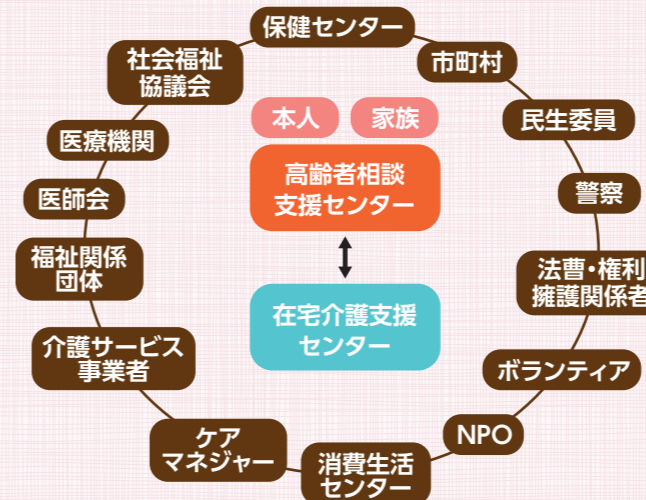 保健センター
市町村
民生委員
警察
法曹・権利
擁護関係者
ボランティア
NPO
消費生活
センター
ケア
マネジャー
介護サービス
事業者
福祉関係
団体
医師会
医療機関
社会福祉
協議会
本人
家族
高齢者相談
支援センター
在宅介護支援
センター